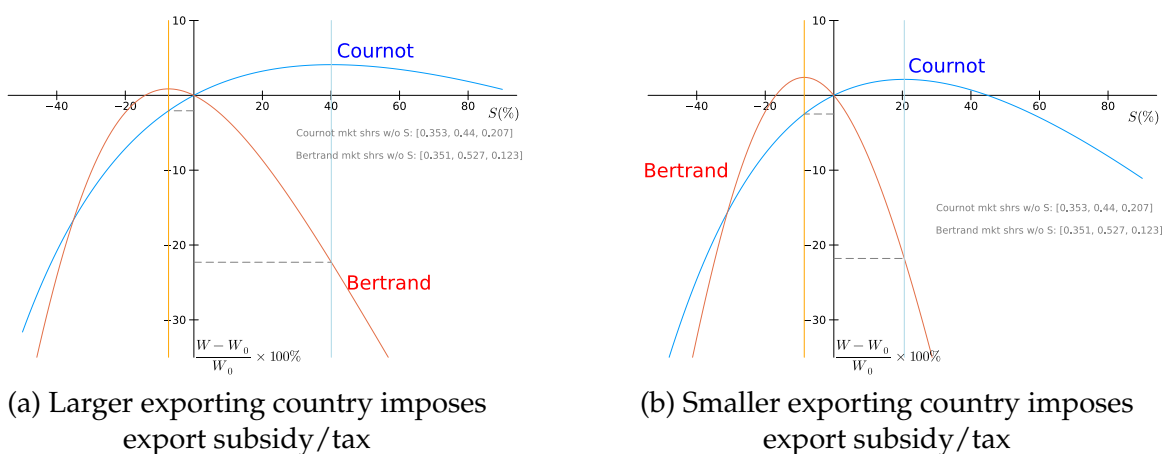 10
Cournot
−40
−20
20
40
60
80
S(%)
Cournot mkt shrs w/o S: [0.353, 0.44, 0.207]
Bertrand mkt shrs w/o S: [0.351, 0.527, 0.123]
−10
−20
Bertrand
−30
W − W_0
W_0
× 100%
(a) Larger exporting country imposes
export subsidy/tax
10
Cournot
−40
−20
20
40
60
80
S(%)
−10
Bertrand
Cournot mkt shrs w/o S: [0.353, 0.44, 0.207]
Bertrand mkt shrs w/o S: [0.351, 0.527, 0.123]
−20
−30
W − W_0
W_0
× 100%
(b) Smaller exporting country imposes
export subsidy/tax